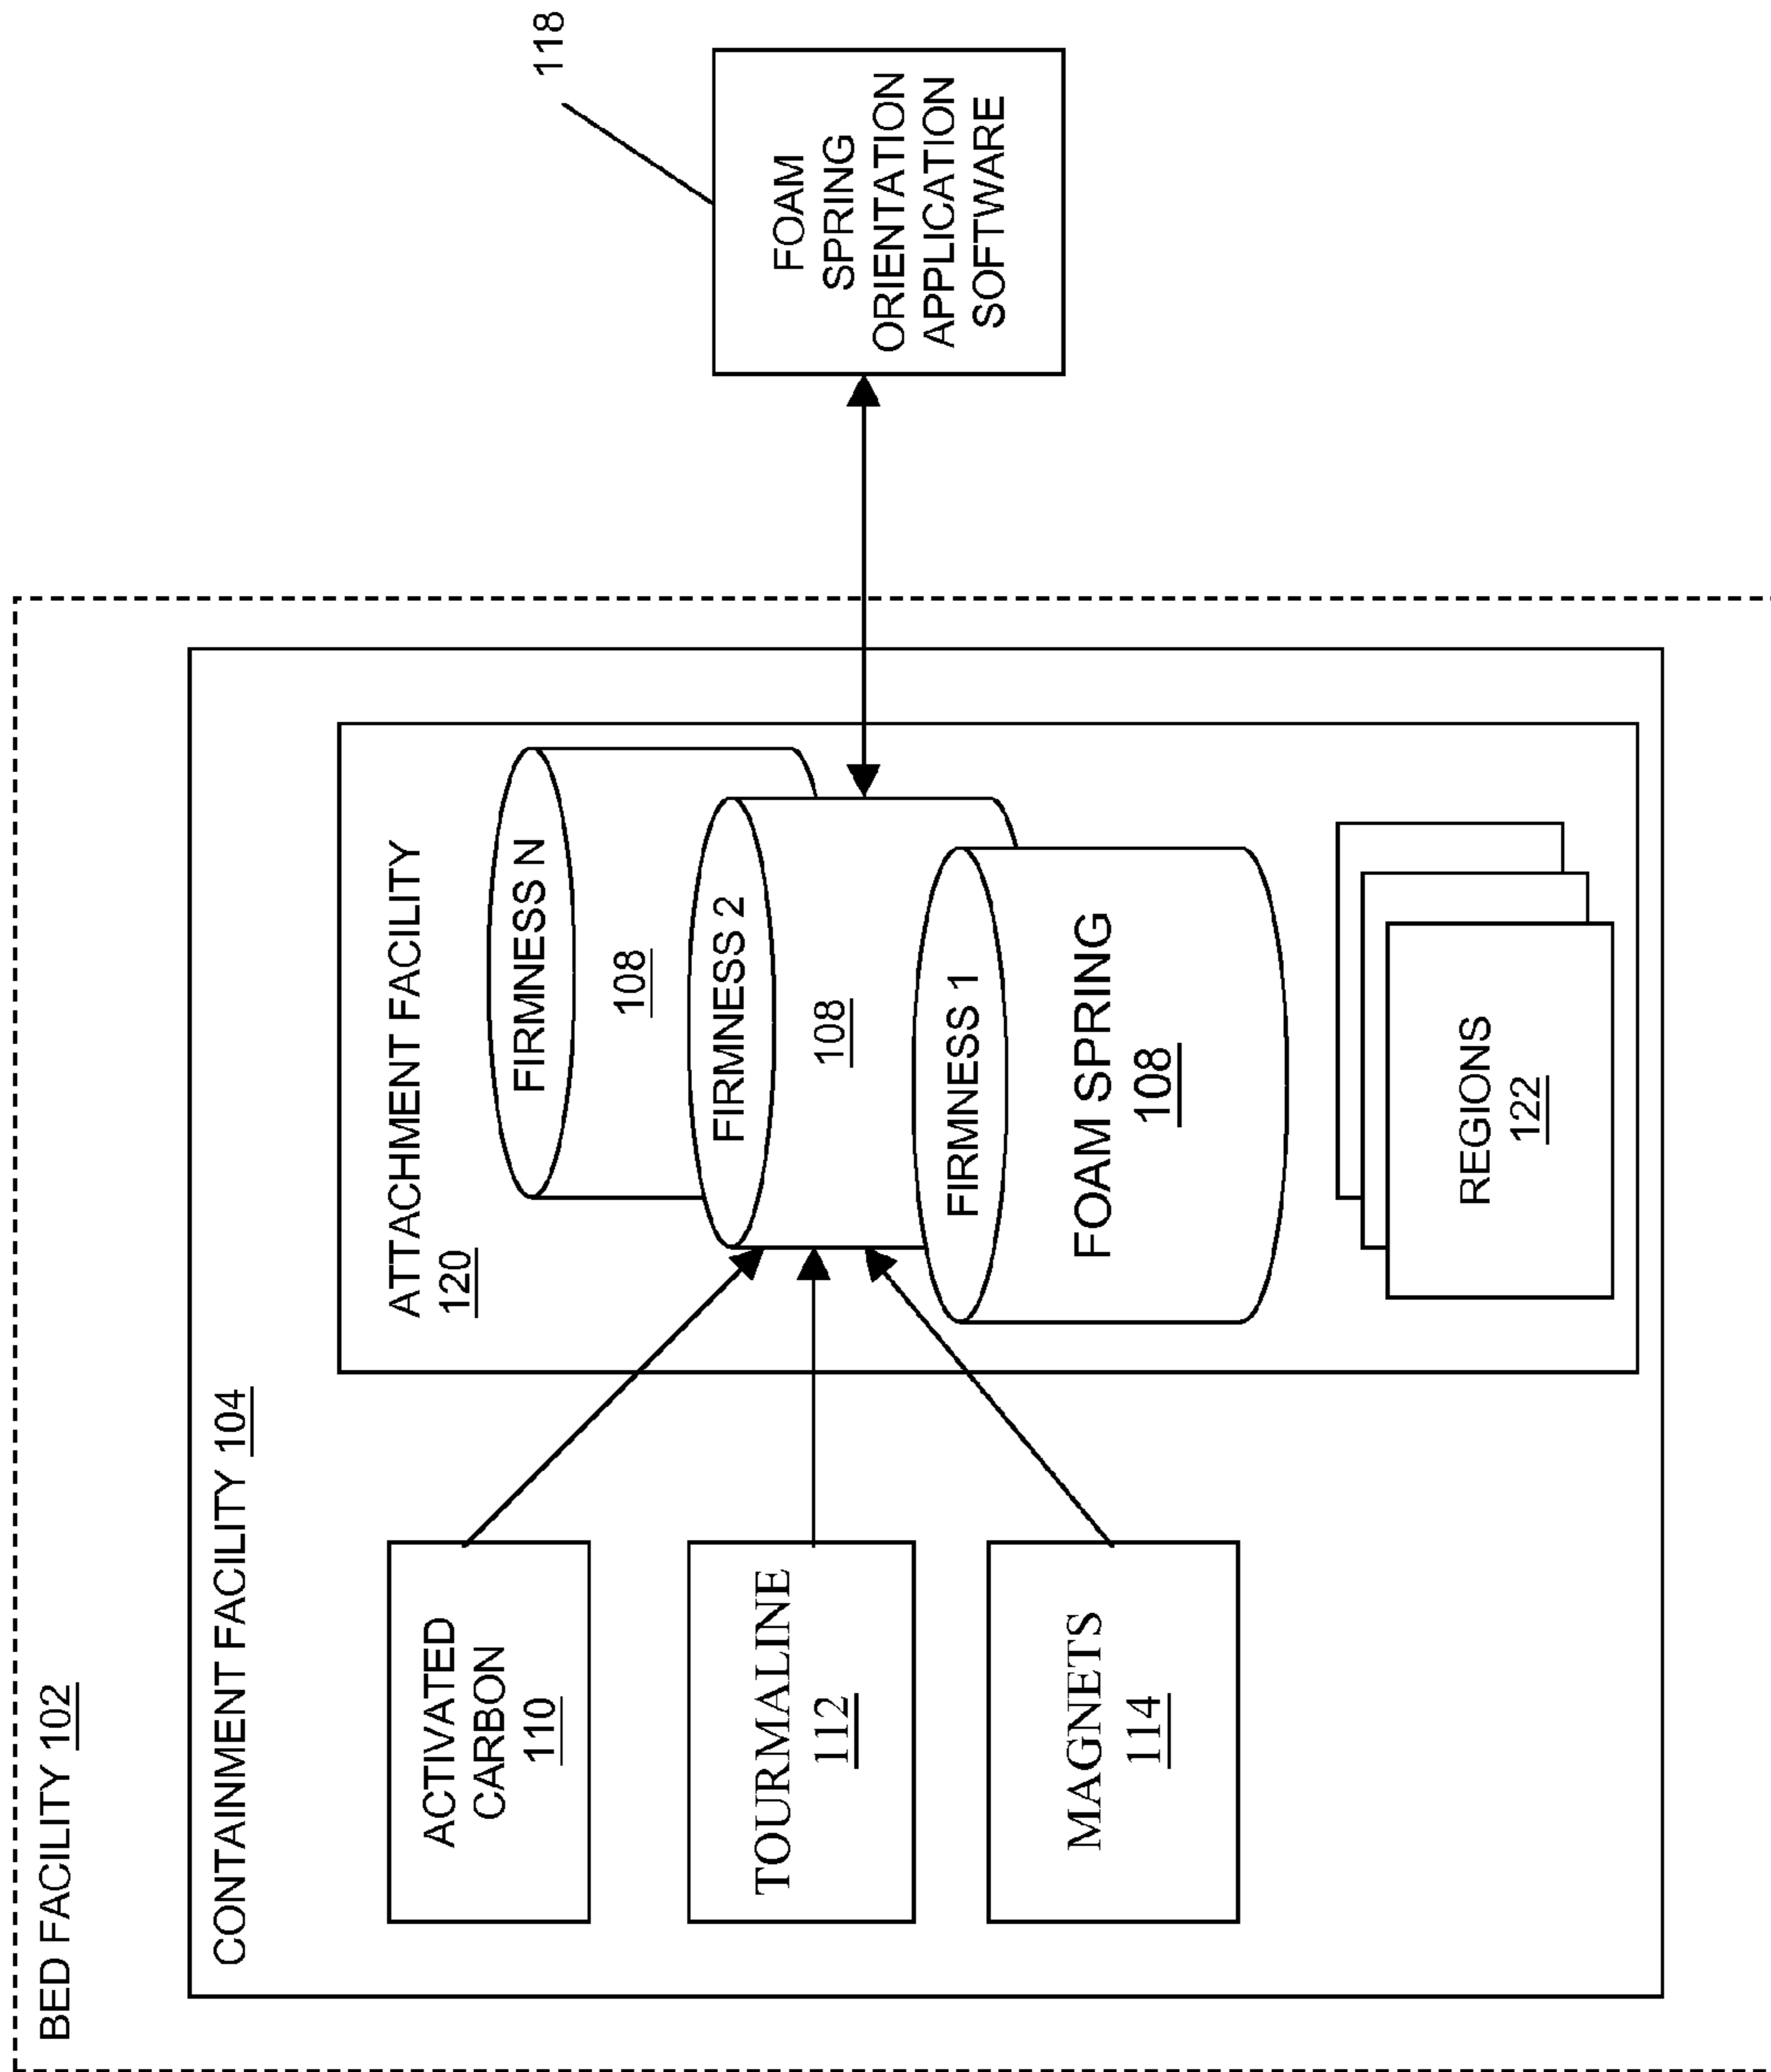 BED FACILITY 102
CONTAINMENT FACILITY 104
ACTIVATED
CARBON
110
TOURMALINE
112
MAGNETS
114
ATTACHMENT FACILITY
120
FIRMNESS N
108
FIRMNESS 2
108
FIRMNESS 1
FOAM SPRING
108
REGIONS
122
118
FOAM
SPRING
ORIENTATION
APPLICATION
SOFTWARE